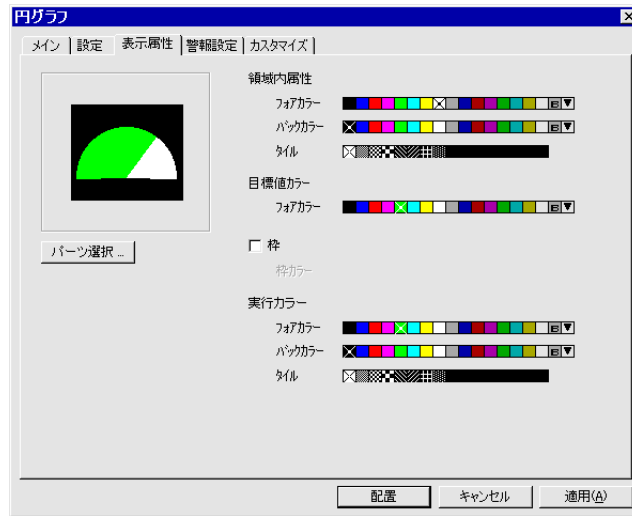 円グラフ
メイン 設定 表示属性 警報設定 カスタマイズ
領域内属性
フォアカラー
バックカラー
タイル
目標値カラー
フォアカラー
パーツ選択 ...
枠
枠カラー
実行カラー
フォアカラー
バックカラー
タイル
配置 キャンセル 適用(A)